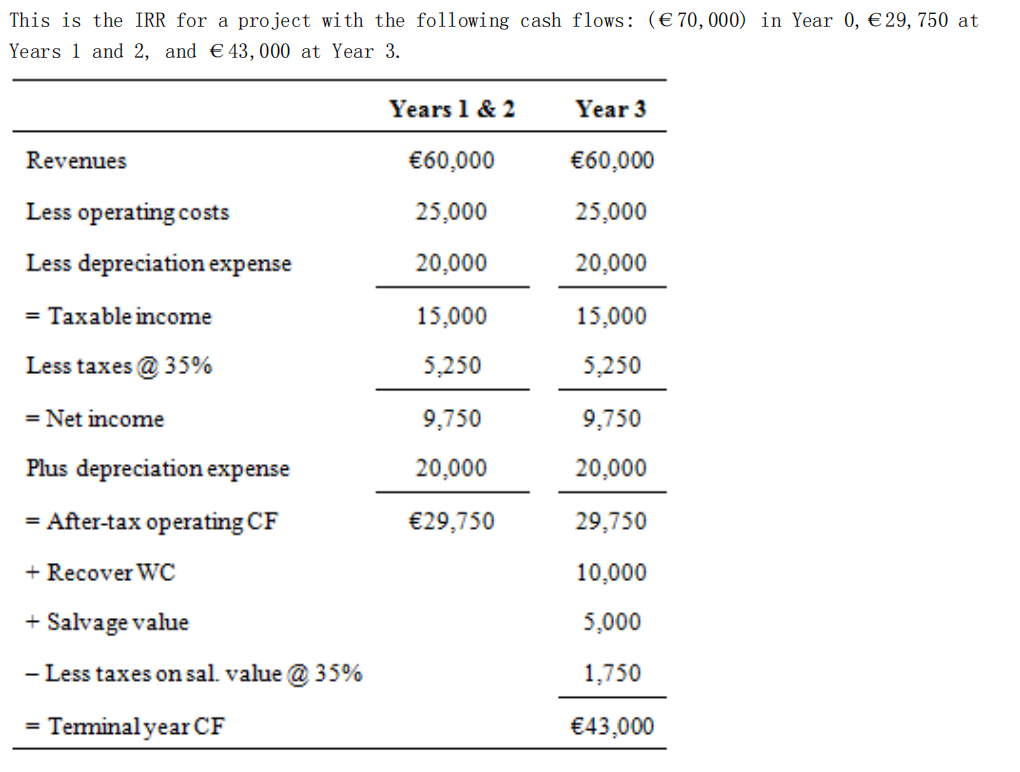 This is the IRR for a project with the following cash flows: (€70,000) in Year 0, €29,750 at
Years 1 and 2, and €43,000 at Year 3.
Years 1 & 2 Year 3
Revenues €60,000 €60,000
Less operating costs 25,000 25,000
Less depreciation expense 20,000 20,000
= Taxable income 15,000 15,000
Less taxes @ 35% 5,250 5,250
= Net income 9,750 9,750
Plus depreciation expense 20,000 20,000
= After-tax operating CF €29,750 29,750
+ Recover WC 10,000
+ Salvage value 5,000
– Less taxes on sal. value @ 35% 1,750
= Terminal year CF €43,000